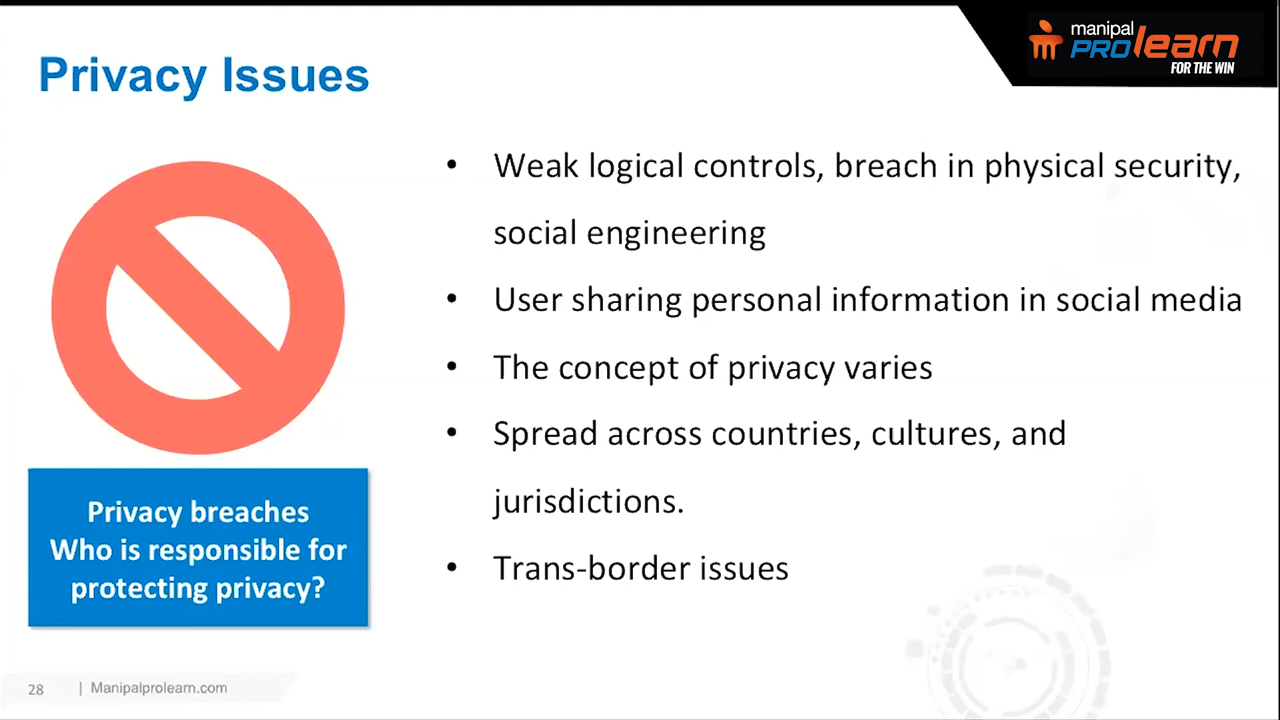 manipal
PRO learn
FOR THE WIN
Privacy Issues
• Weak logical controls, breach in physical security,
social engineering
• User sharing personal information in social media
• The concept of privacy varies
• Spread across countries, cultures, and
jurisdictions.
• Trans-border issues
Privacy breaches
Who is responsible for
protecting privacy?
28 | Manipalprolearn.com